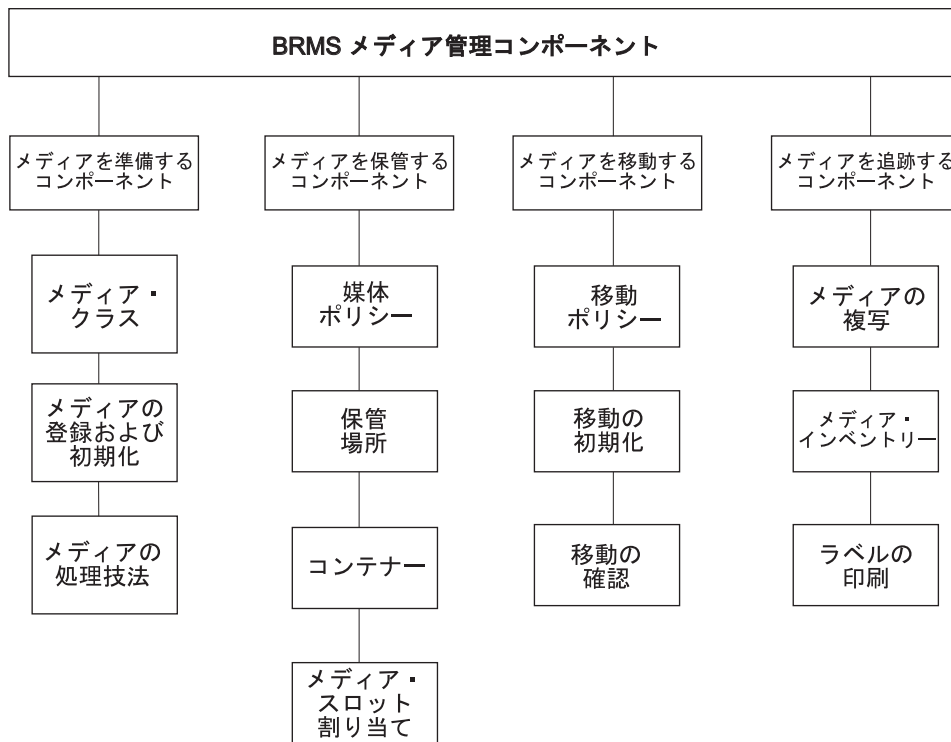 BRMS メディア管理コンポーネント
メディアを準備する
コンポーネント
メディアを保管する
コンポーネント
メディアを移動する
コンポーネント
メディアを追跡する
コンポーネント
メディア・
クラス
媒体
ポリシー
移動
ポリシー
メディアの
複写
メディアの
登録および
初期化
保管
場所
移動の
初期化
メディア・
インベントリー
メディアの
処理技法
コンテナー
移動の
確認
ラベルの
印刷
メディア・
スロット
割り当て